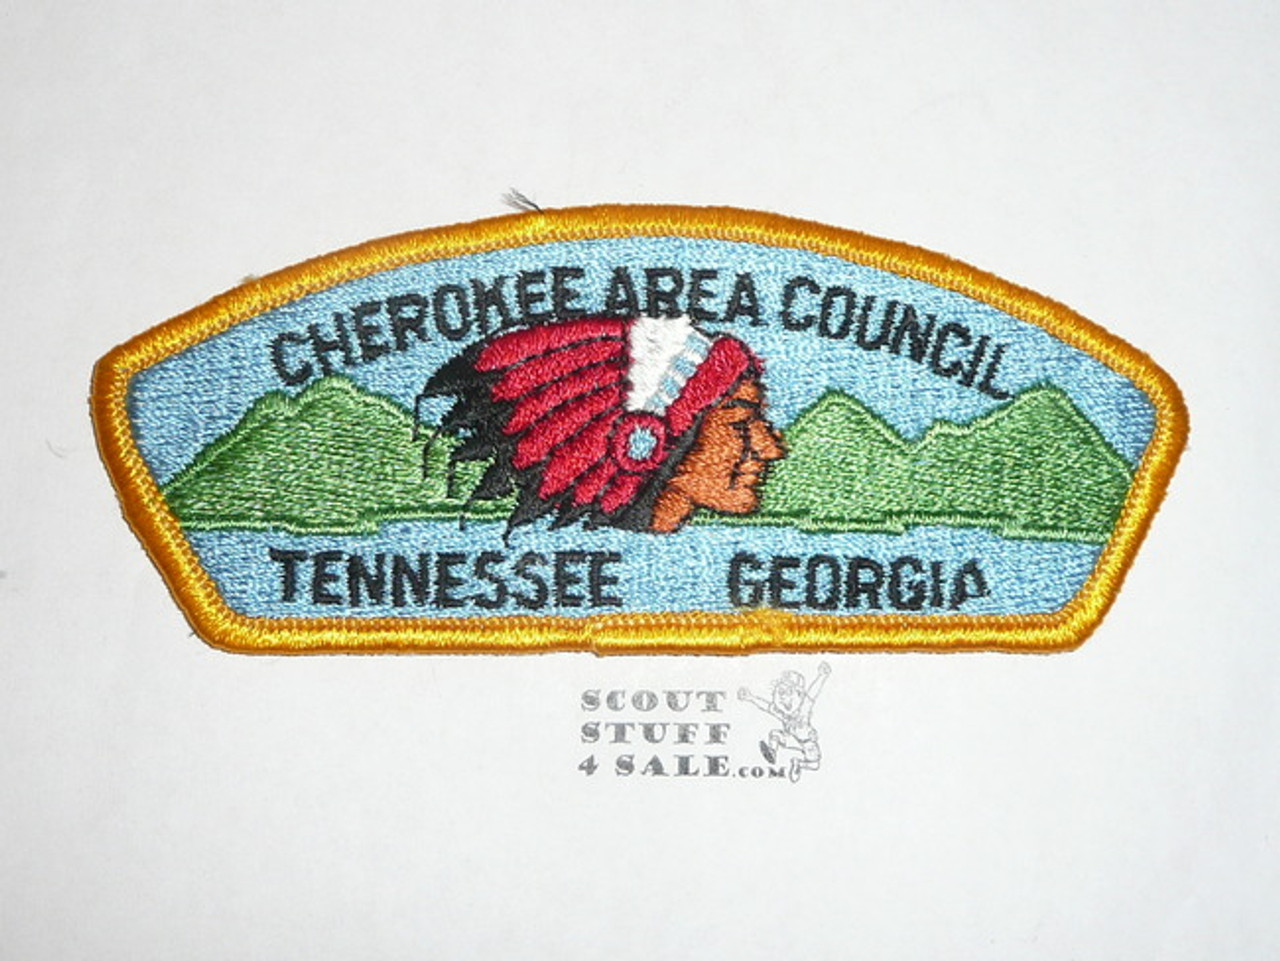 CHEROKEE AREA COUNCIL
TENNESSEE GEORGIA
SCOUT
STUFF
4 SALE.COM